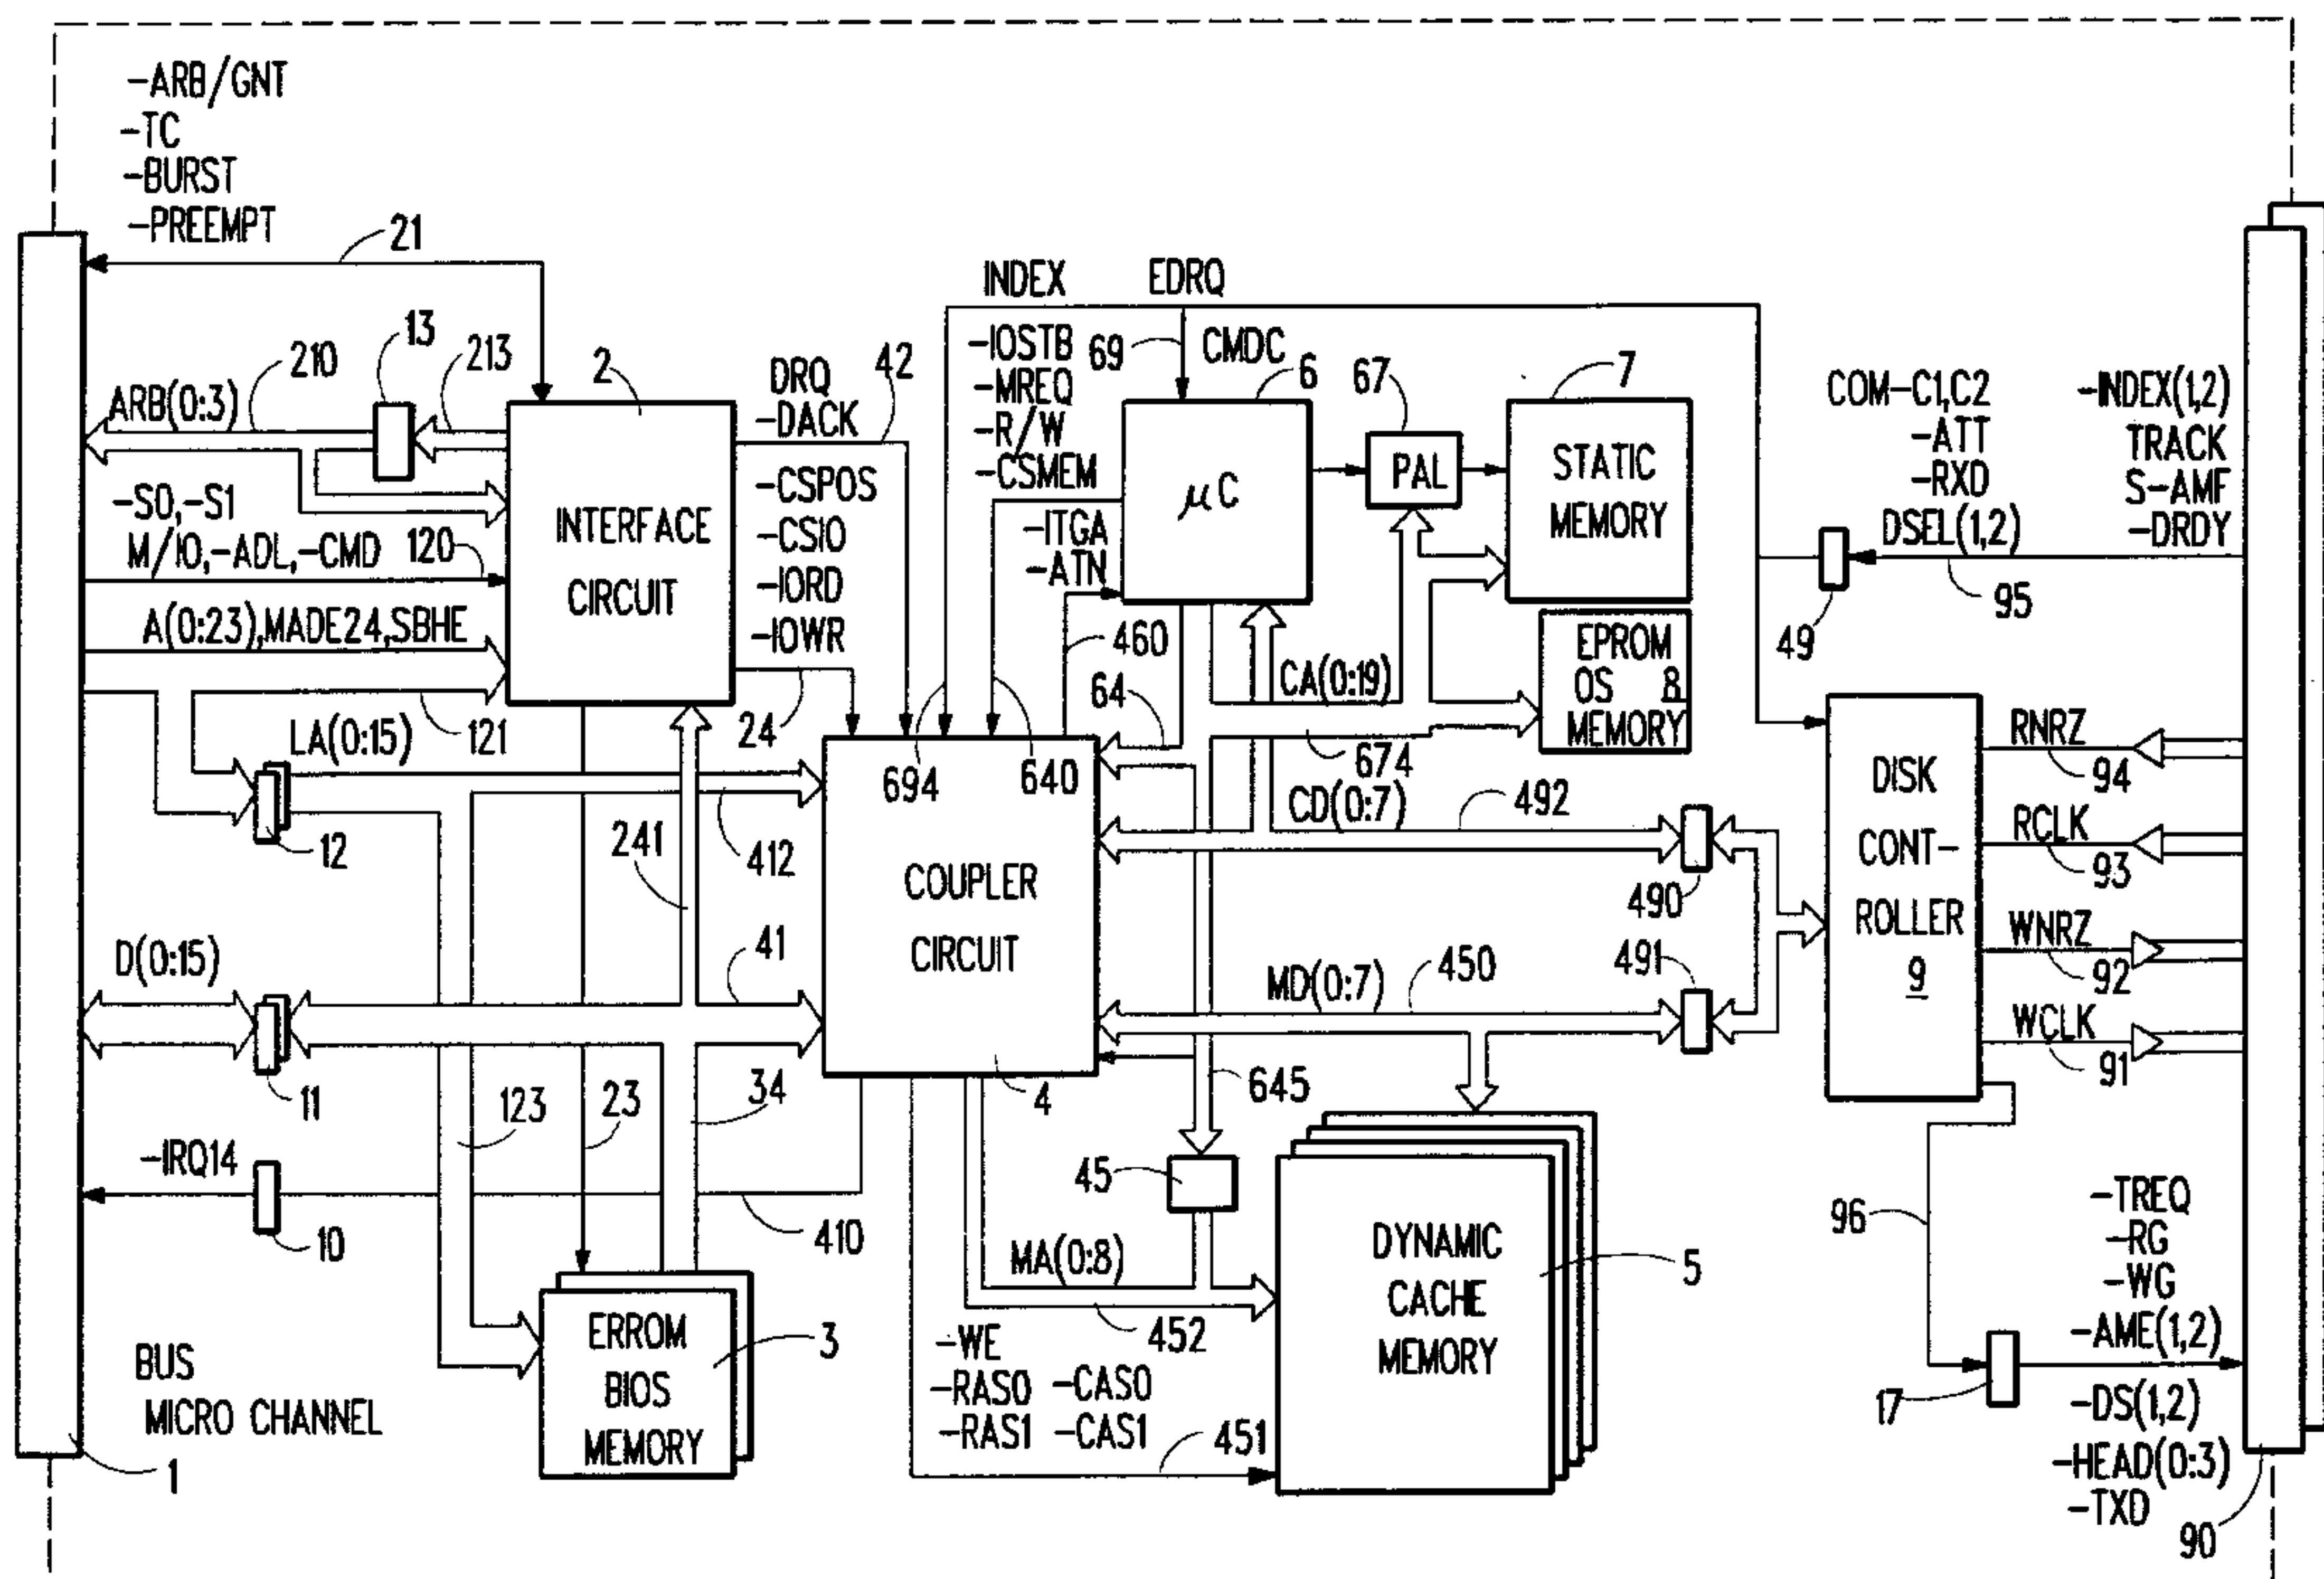 -ARB/GNT
-TC
-BURST
-PREEMPT
21
13
210
213
ARB(0:3)
2
INTERFACE
CIRCUIT
-S0,-S1
M/IO,-ADL,-CMD
120
A(0:23),MADE24,SBHE
121
LA(0:15)
12
412
241
D(0:15)
11
41
123
23
34
-IRQ14
10
410
BUS
MICRO CHANNEL
1
ERROM
BIOS
MEMORY
3
DRQ
-DACK
42
-CSPOS
-CSIO
-IORD
-IOWR
24
INDEX
EDRQ
-IOSTB
-MREQ
-R/W
-CSMEM
69
CMDC
6
μC
-ITGA
-ATN
460
64
694
640
COUPLER
CIRCUIT
4
67
PAL
7
STATIC
MEMORY
EPROM
OS 8
MEMORY
CA(0:19)
674
CD(0:7)
492
490
MD(0:7)
450
491
645
45
MA(0:8)
452
-WE
-RAS0 -CAS0
-RAS1 -CAS1
451
DYNAMIC
CACHE
MEMORY
5
COM-C1,C2
-ATT
-RXD
DSEL(1,2)
49
-INDEX(1,2)
TRACK
S-AMF
-DRDY
95
DISK
CONT-
ROLLER
9
RNRZ
94
RCLK
93
WNRZ
92
WCLK
91
96
17
-TREQ
-RG
-WG
-AME(1,2)
-DS(1,2)
-HEAD(0:3)
-TXD
90